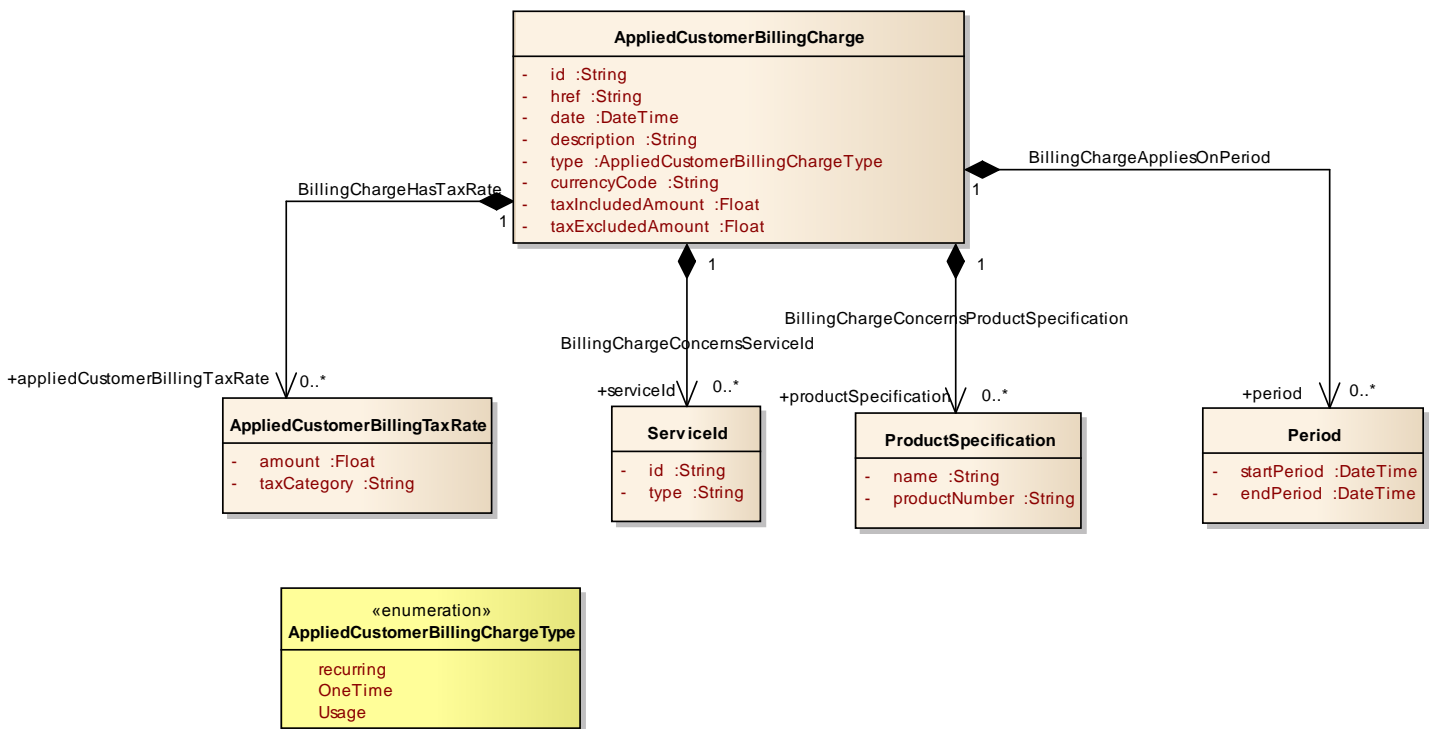 AppliedCustomerBillingCharge
- id :String
- href :String
- date :DateTime
- description :String
- type :AppliedCustomerBillingChargeType
- currencyCode :String
- taxIncludedAmount :Float
- taxExcludedAmount :Float
BillingChargeHasTaxRate
1
BillingChargeAppliesOnPeriod
1
1
1
BillingChargeConcernsServiceId
BillingChargeConcernsProductSpecification
+appliedCustomerBillingTaxRate
0..*
+serviceId
0..*
+productSpecification
0..*
+period
0..*
AppliedCustomerBillingTaxRate
- amount :Float
- taxCategory :String
ServiceId
- id :String
- type :String
ProductSpecification
- name :String
- productNumber :String
Period
- startPeriod :DateTime
- endPeriod :DateTime
«enumeration»
AppliedCustomerBillingChargeType
recurring
OneTime
Usage